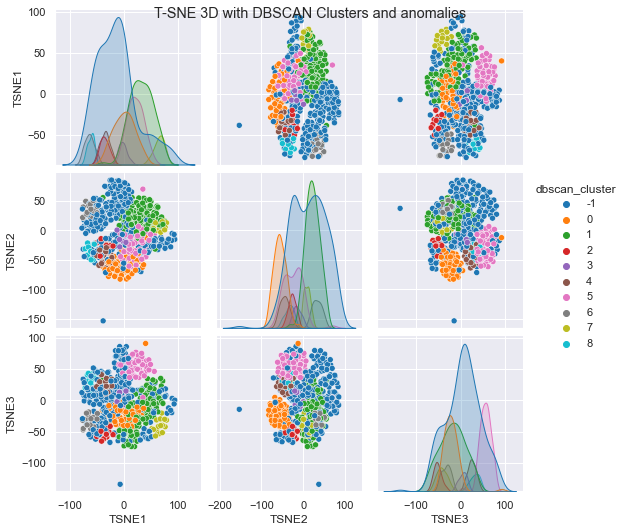 T-SNE 3D with DBSCAN Clusters and anomalies
100
50
0
−50
TSNE1
50
0
−50
−100
−150
TSNE2
100
50
0
−50
−100
TSNE3
−100 0 100
TSNE1
−200 −100 0 100
TSNE2
−100 0 100
TSNE3
dbscan_cluster
-1
0
1
2
3
4
5
6
7
8